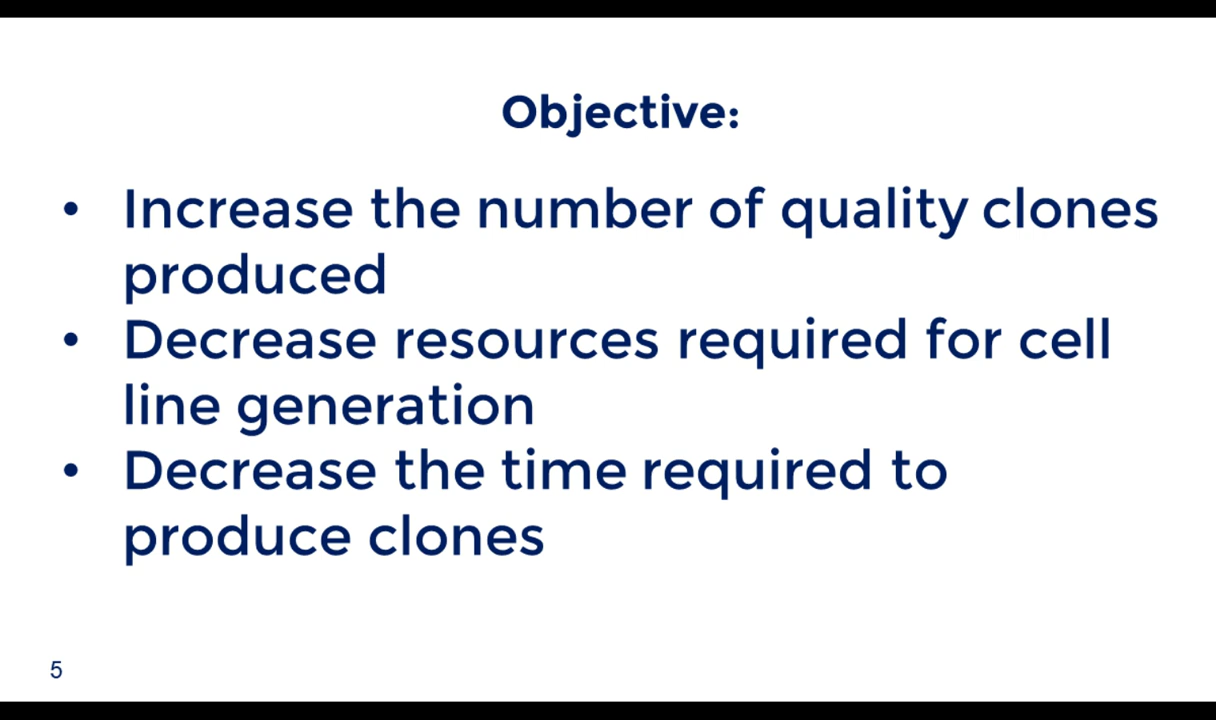 Objective:
• Increase the number of quality clones
produced
• Decrease resources required for cell
line generation
• Decrease the time required to
produce clones
5